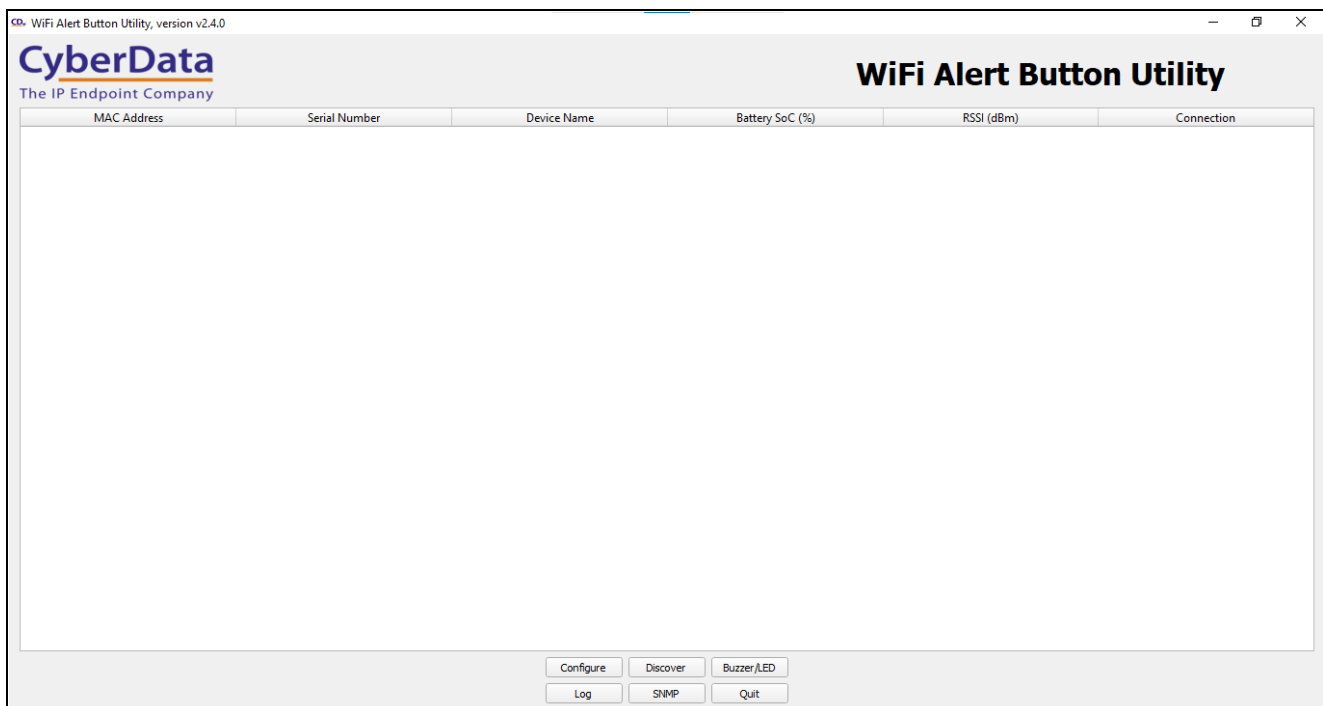 CD. WiFi Alert Button Utility, version v2.4.0
CyberData
The IP Endpoint Company
WiFi Alert Button Utility
MAC Address Serial Number Device Name Battery SoC (%) RSSI (dBm) Connection
Configure Discover Buzzer/LED
Log SNMP Quit